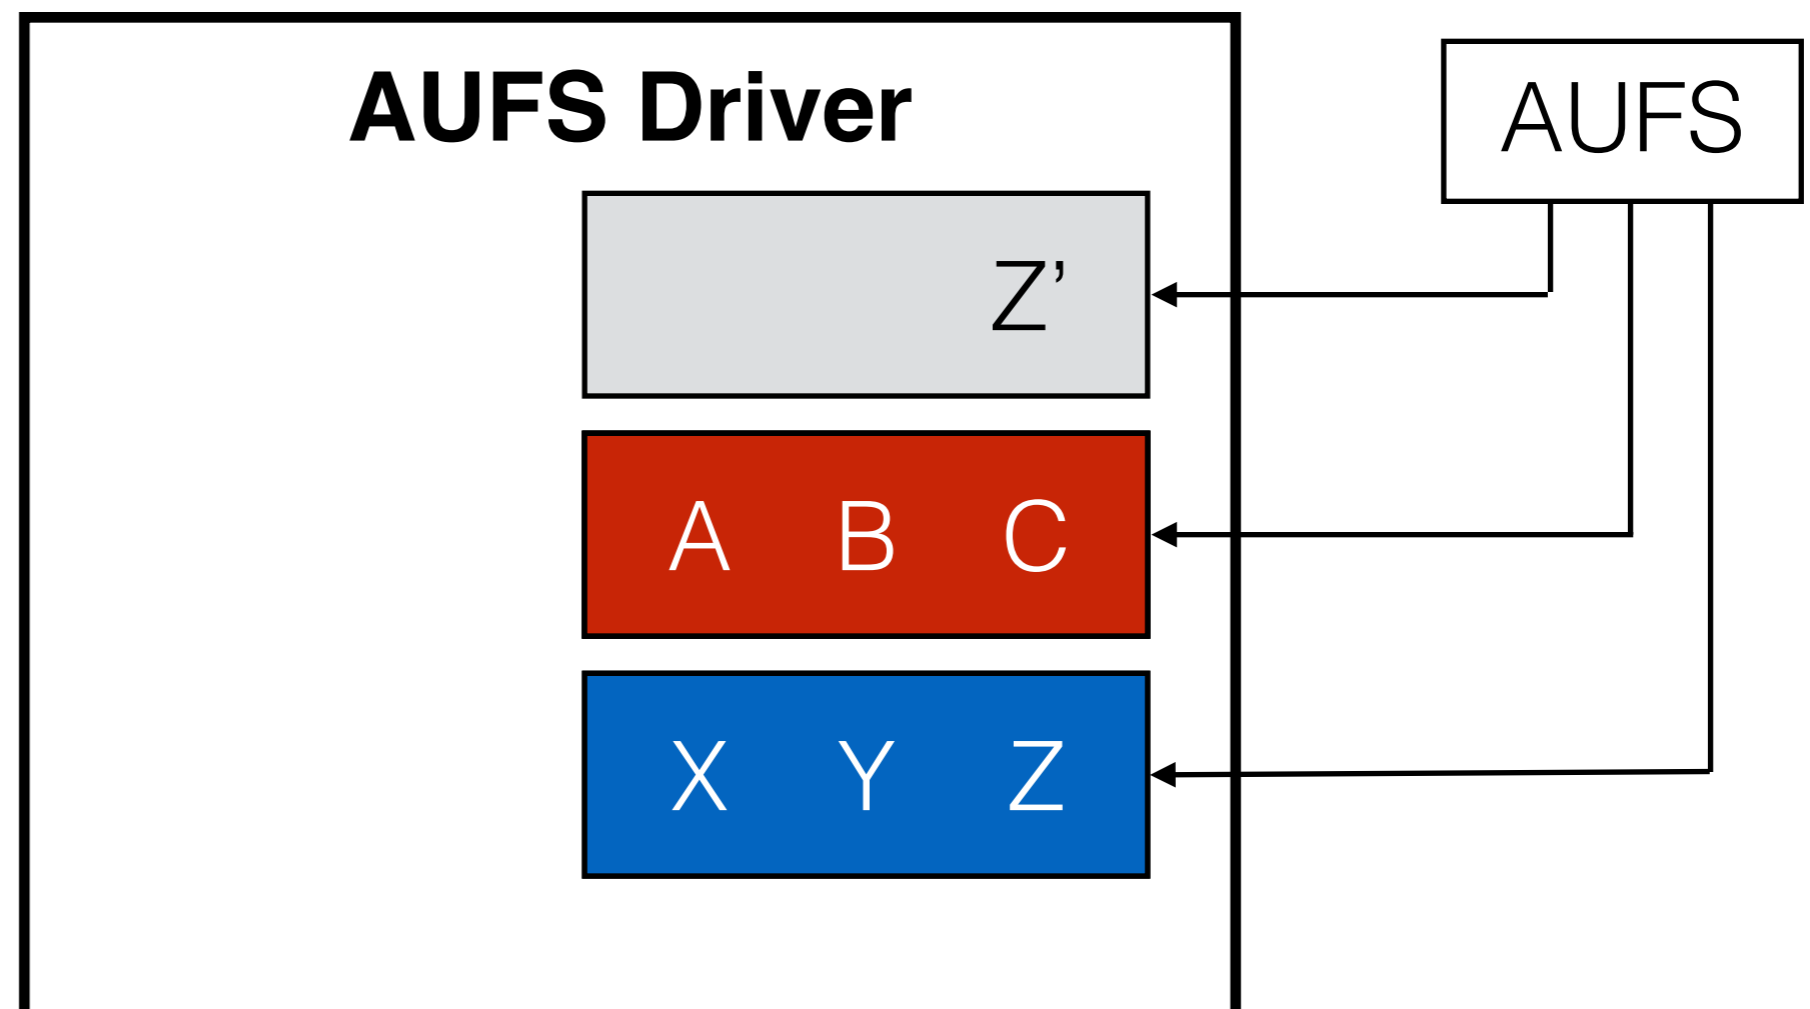 AUFS Driver
AUFS
Z’
A B C
X Y Z